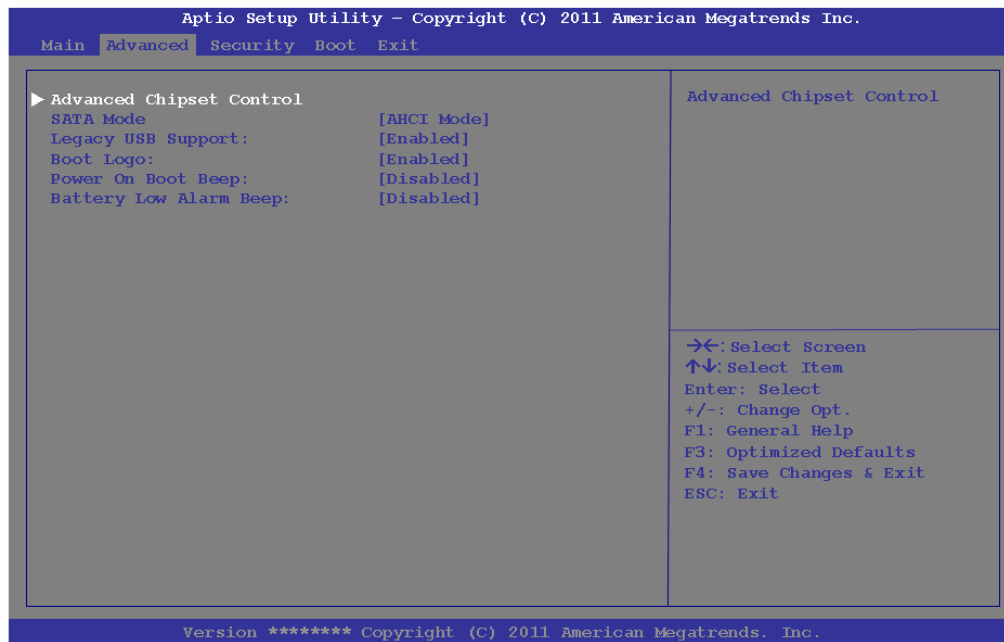 Aptio Setup Utility – Copyright (C) 2011 American Megatrends Inc.
Main Advanced Security Boot Exit
▶ Advanced Chipset Control
SATA Mode [AHCI Mode]
Legacy USB Support: [Enabled]
Boot Logo: [Enabled]
Power On Boot Beep: [Disabled]
Battery Low Alarm Beep: [Disabled]
Advanced Chipset Control
→←: Select Screen
↑↓: Select Item
Enter: Select
+/-: Change Opt.
F1: General Help
F3: Optimized Defaults
F4: Save Changes & Exit
ESC: Exit
Version ******** Copyright (C) 2011 American Megatrends. Inc.